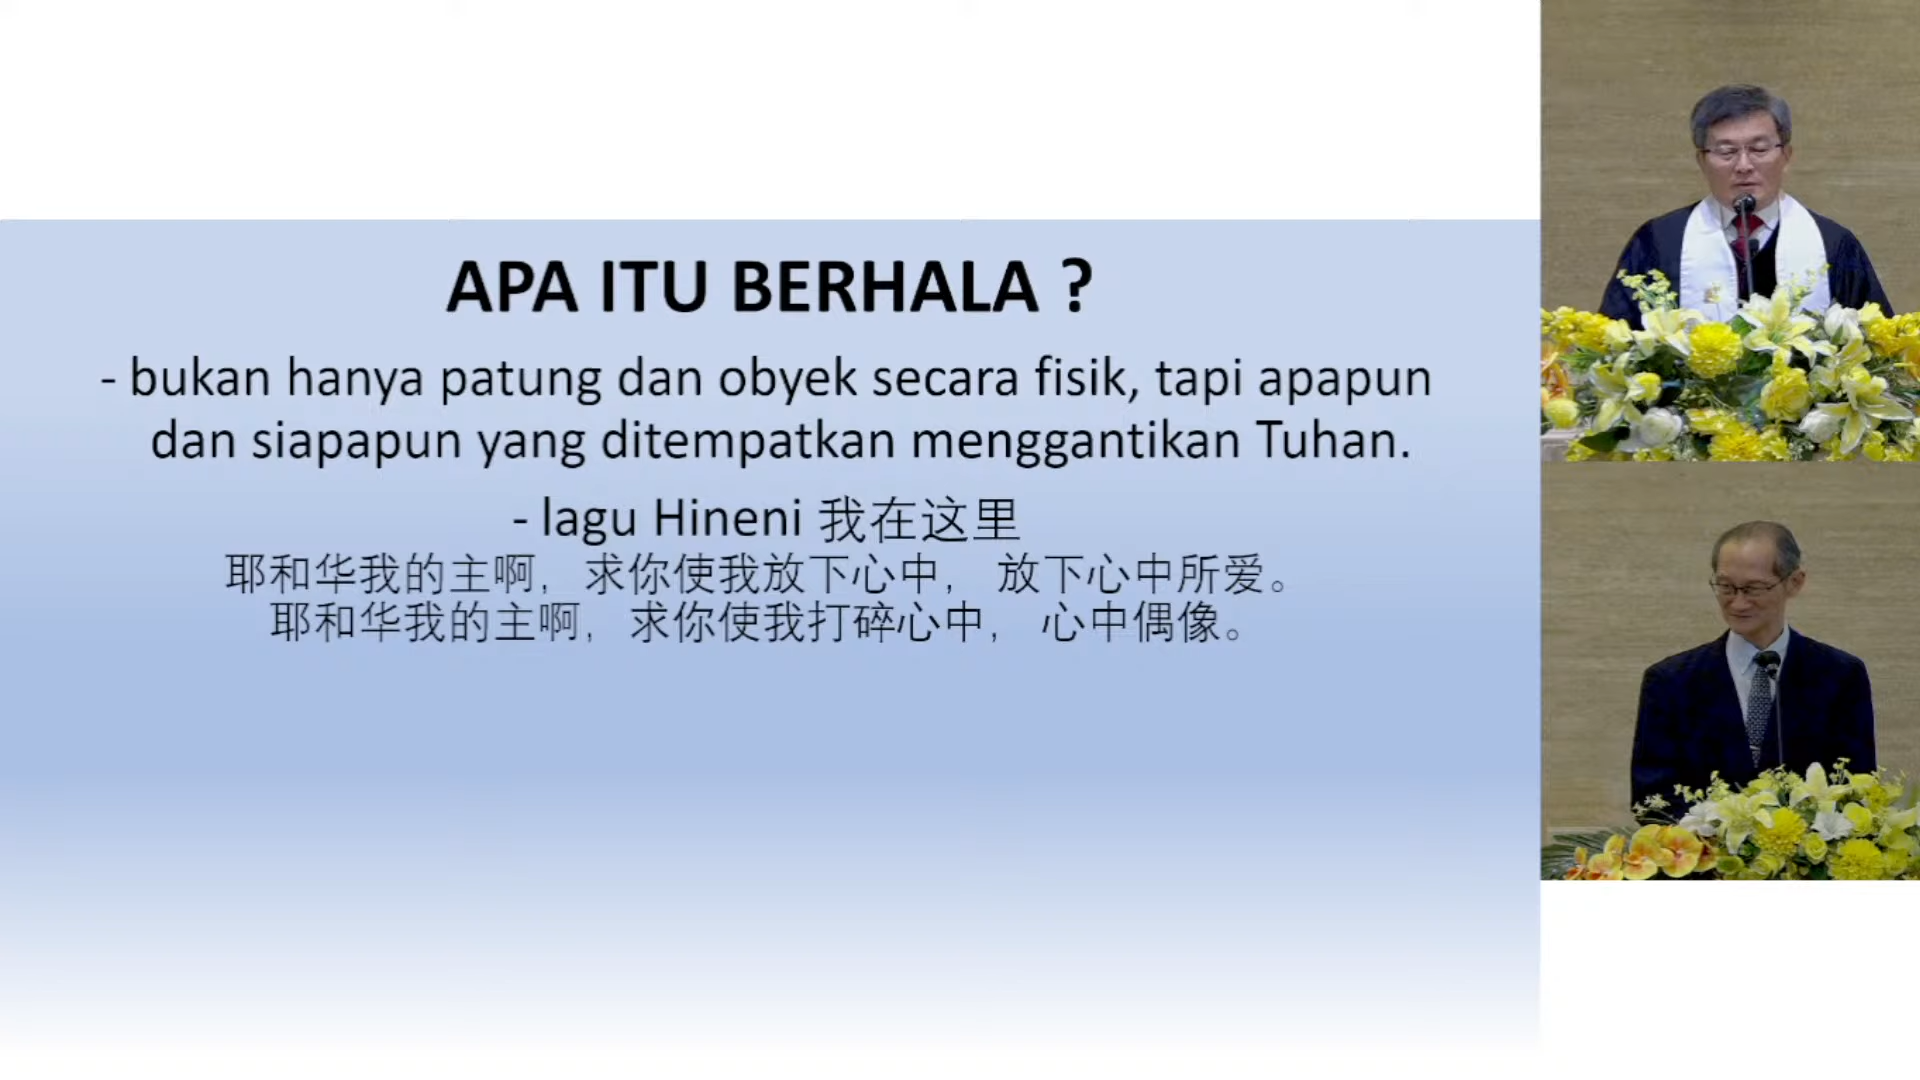 APA ITU BERHALA ?
- bukan hanya patung dan obyek secara fisik, tapi apapun
dan siapapun yang ditempatkan menggantikan Tuhan.
- lagu Hineni 我在这里
耶和华我的主啊， 求你使我放下心中， 放下心中所爱。
耶和华我的主啊， 求你使我打碎心中， 心中偶像。